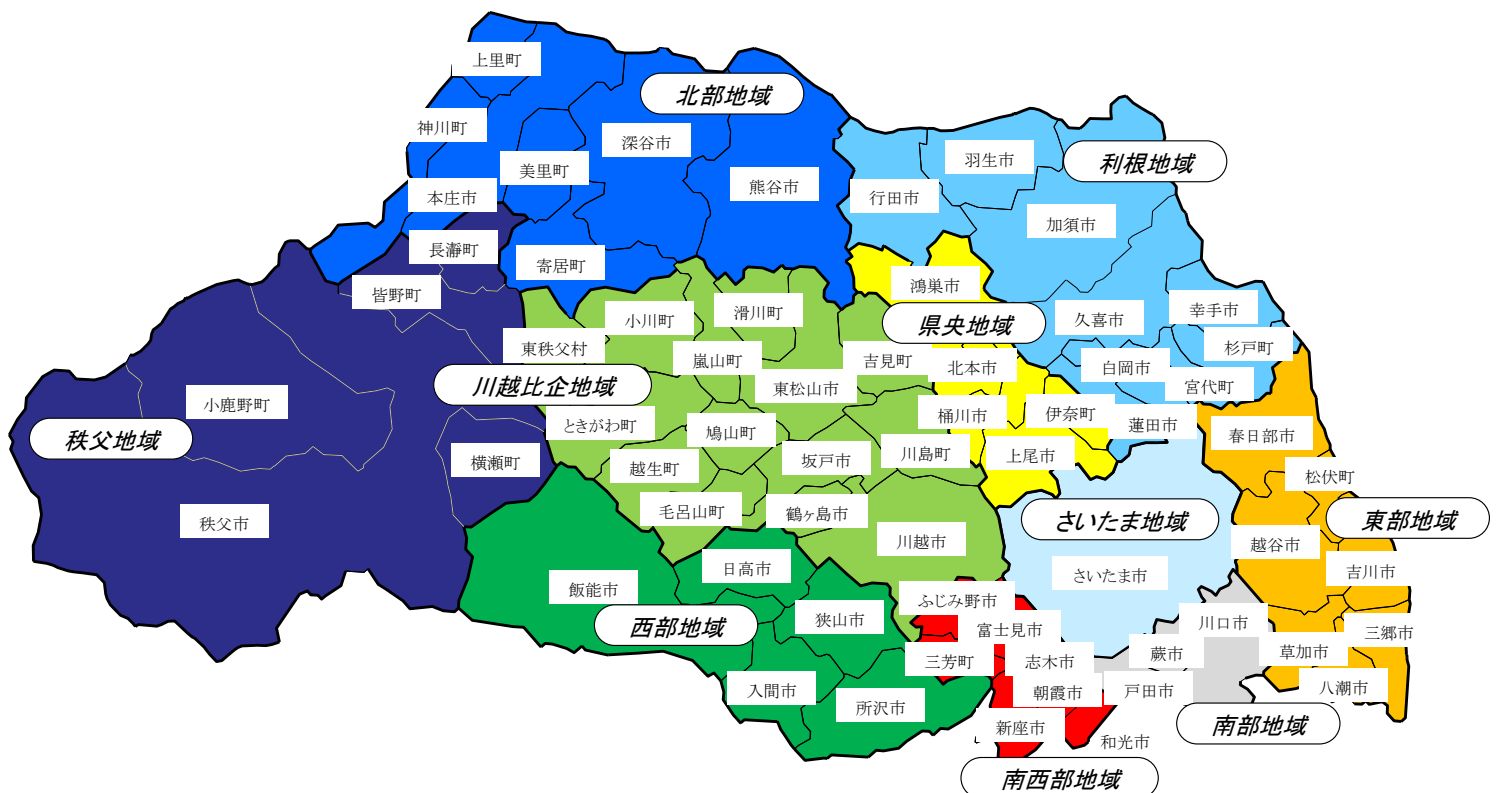 上里町
北部地域
神川町
深谷市
美里町
羽生市
利根地域
熊谷市
本庄市
行田市
加須市
長瀞町
寄居町
皆野町
鴻巣市
滑川町
小川町
久喜市
幸手市
県央地域
東秩父村
嵐山町
吉見町
杉戸町
北本市
白岡市
川越比企地域
東松山市
宮代町
小鹿野町
桶川市
伊奈町
ときがわ町
鳩山町
蓮田市
秩父地域
春日部市
横瀬町
越生町
坂戸市
川島町
上尾市
松伏町
毛呂山町
鶴ヶ島市
さいたま地域
東部地域
秩父市
川越市
越谷市
日高市
さいたま市
吉川市
飯能市
ふじみ野市
狭山市
西部地域
富士見市
川口市
三郷市
三芳町
志木市
蕨市
草加市
入間市
朝霞市
戸田市
八潮市
所沢市
新座市
南部地域
和光市
南西部地域